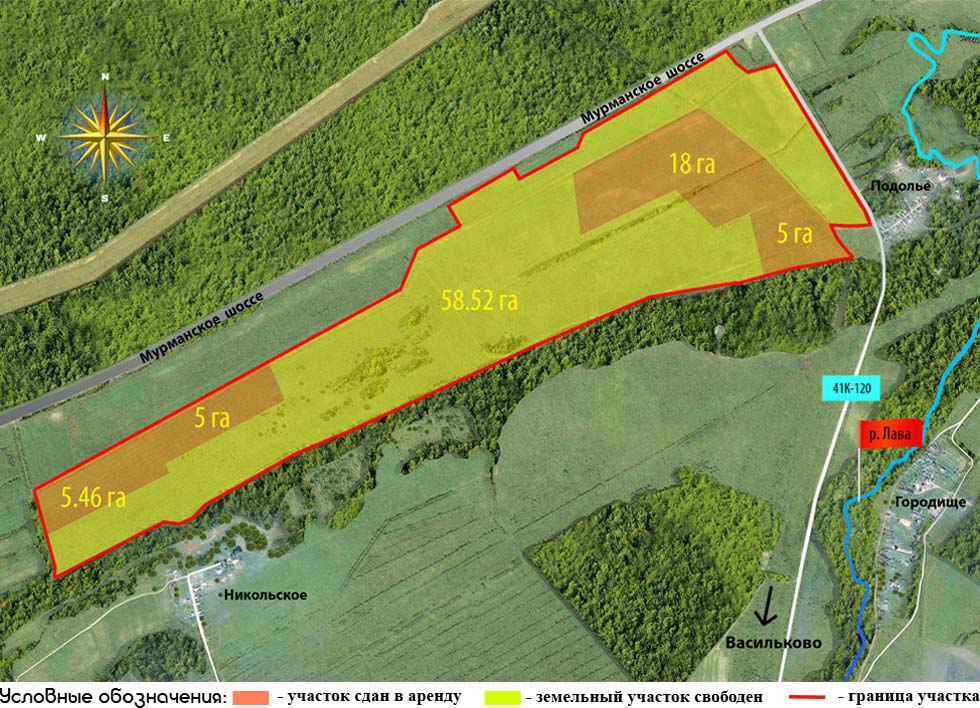 N
W
E
S
Мурманское шоссе
18 га
Подолье
5 га
58.52 га
Мурманское шоссе
41К-120
5 га
р. Лава
5.46 га
Городище
Никольское
Васильково
Условные обозначения: - участок сдан в аренду - земельный участок свободен - граница участка